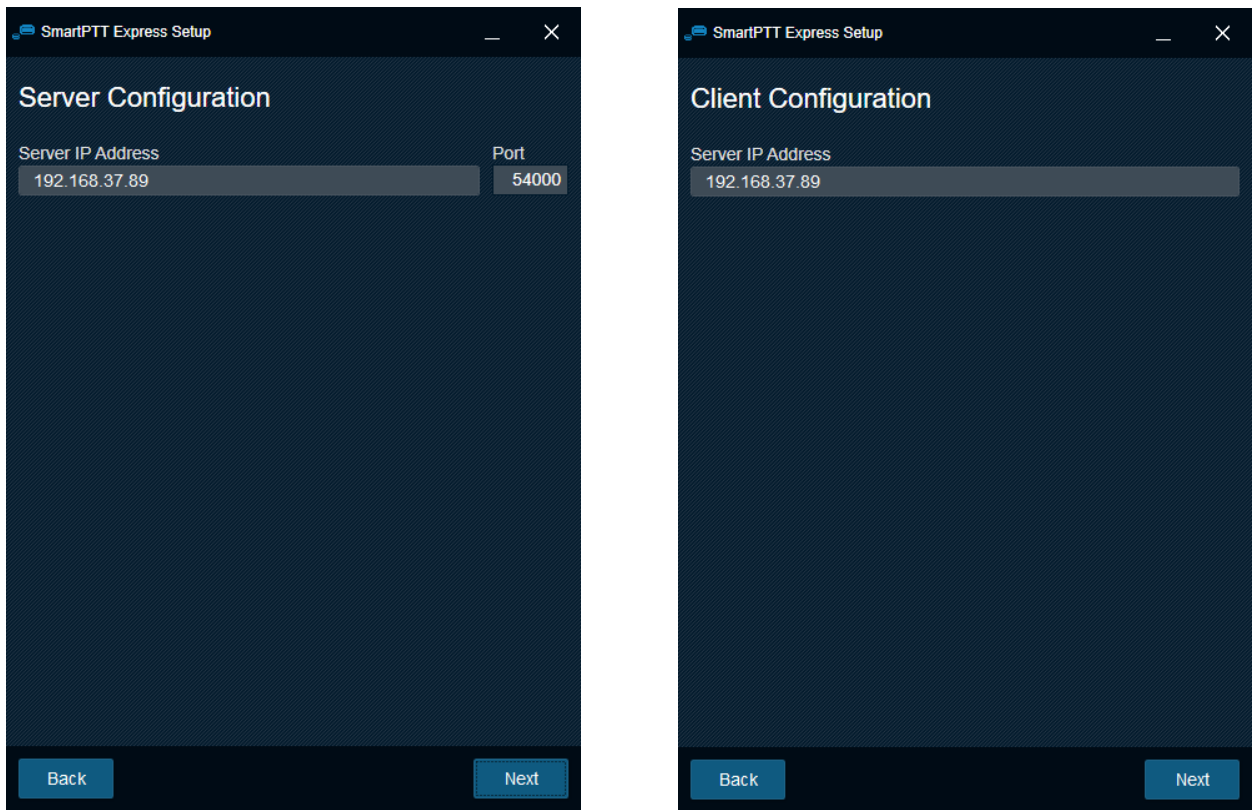 SmartPTT Express Setup
Server Configuration
Server IP Address Port
192.168.37.89 54000
Back Next
SmartPTT Express Setup
Client Configuration
Server IP Address
192.168.37.89
Back Next